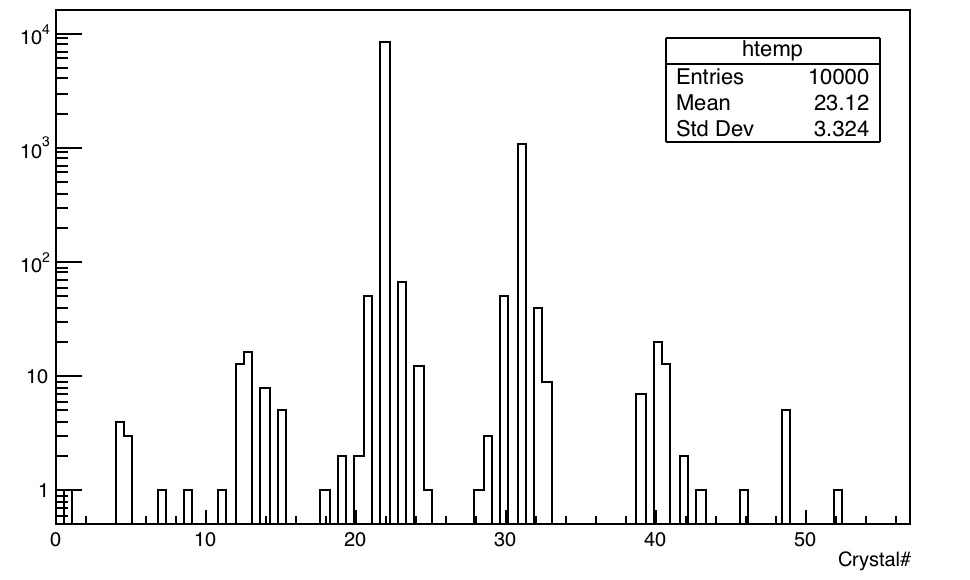 htemp
Entries 10000
Mean 23.12
Std Dev 3.324
10⁴
10³
10²
10
1
0 10 20 30 40 50
Crystal#